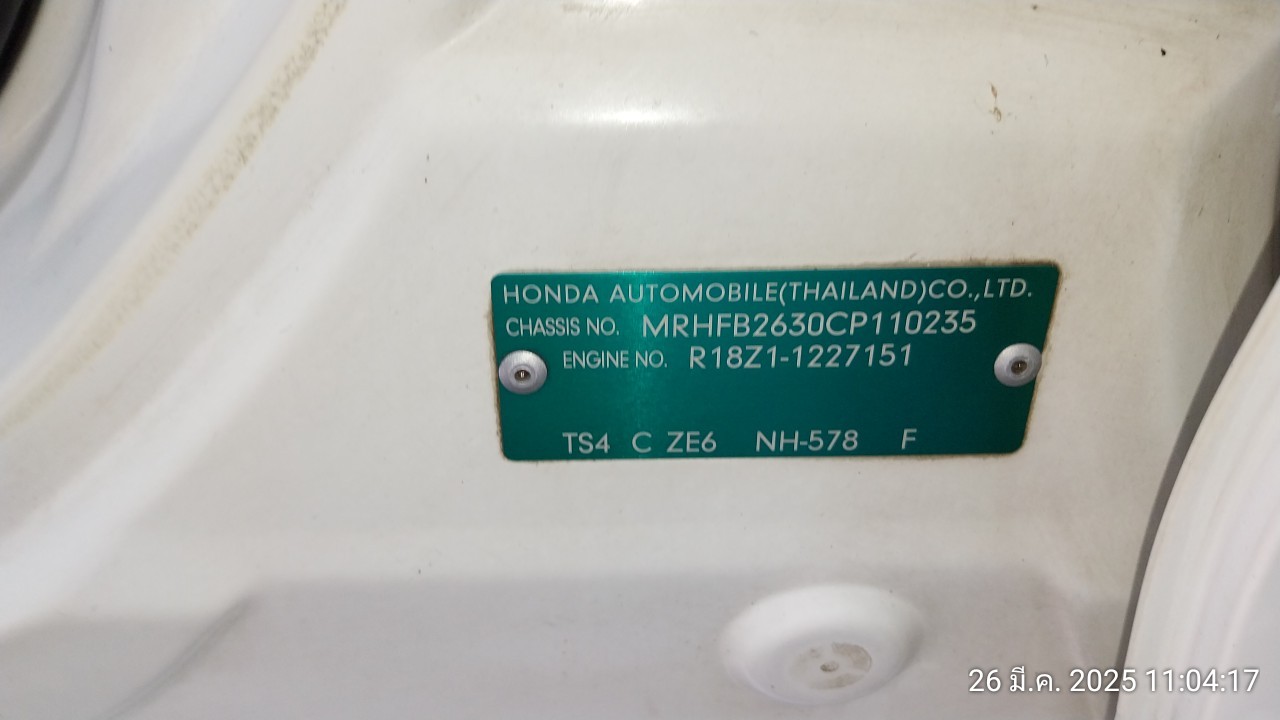 HONDA AUTOMOBILE(THAILAND)CO.,LTD.
CHASSIS NO. MRHFB2630CP110235
ENGINE NO. R18Z1-1227151
TS4 C ZE6 NH-578 F
26 มี.ค. 2025 11:04:17